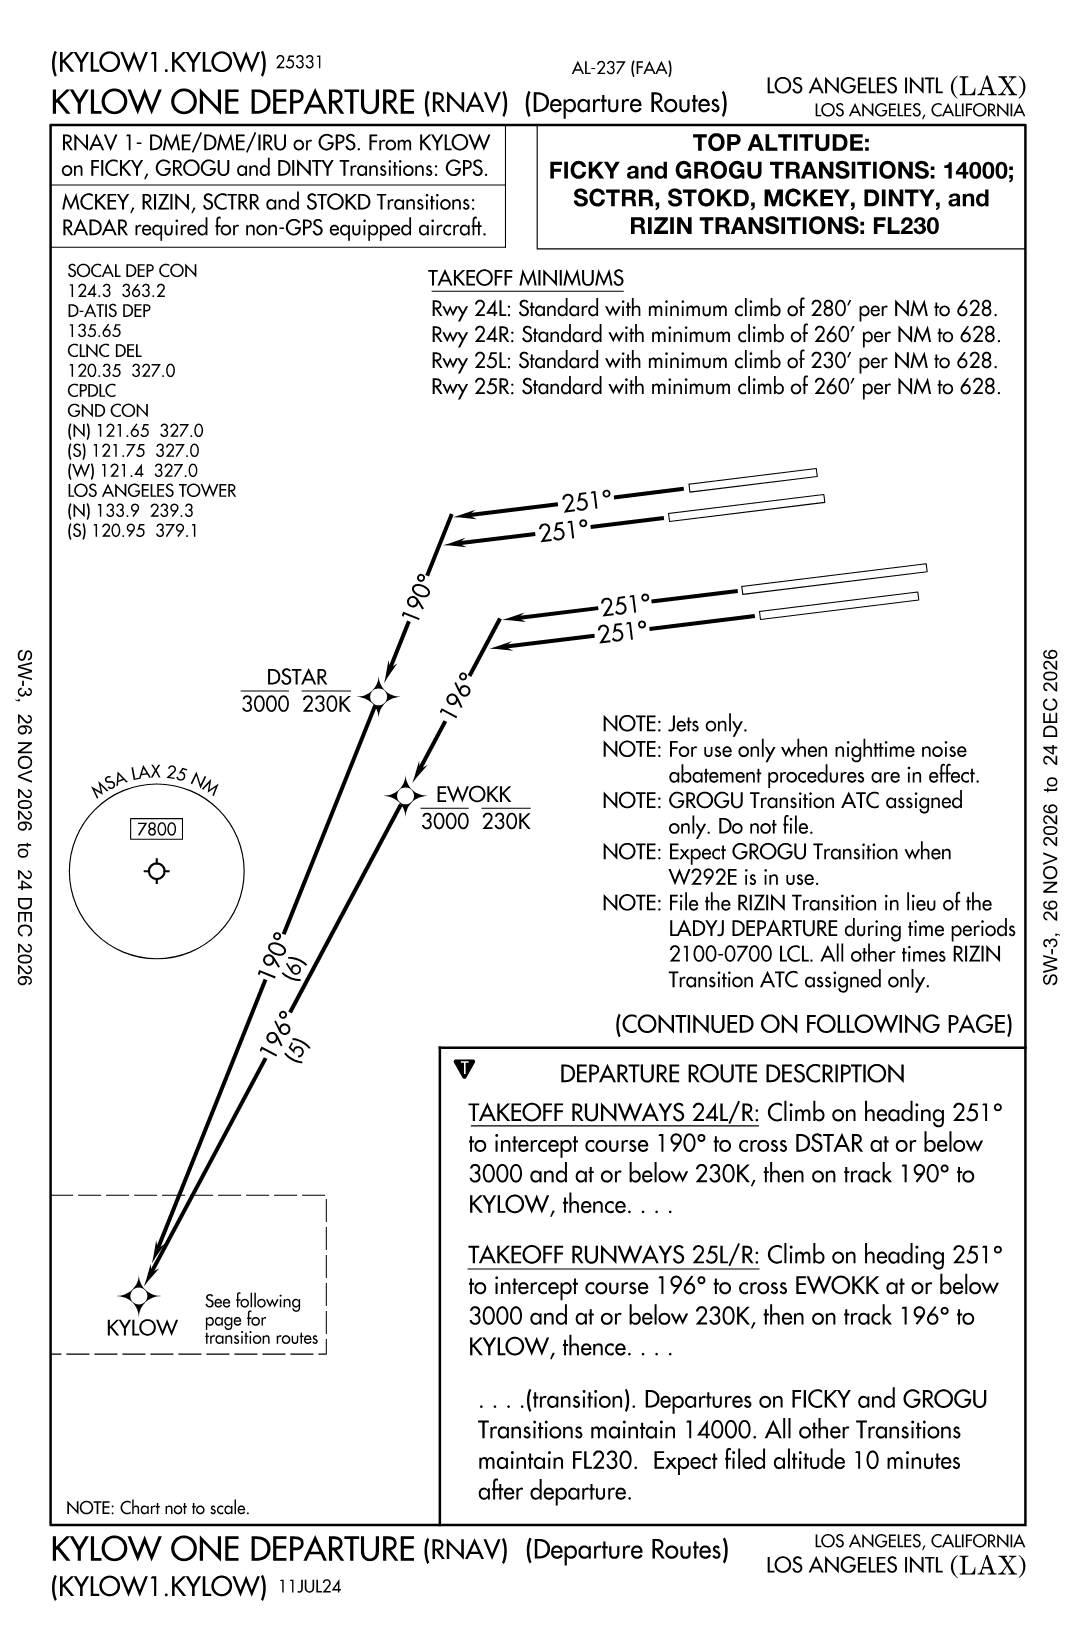 (KYLOW1.KYLOW) 25331
AL-237 (FAA)
LOS ANGELES INTL (LAX)
KYLOW ONE DEPARTURE (RNAV) (Departure Routes)
LOS ANGELES, CALIFORNIA
RNAV 1- DME/DME/IRU or GPS. From KYLOW
on FICKY, GROGU and DINTY Transitions: GPS.
MCKEY, RIZIN, SCTRR and STOKD Transitions:
RADAR required for non-GPS equipped aircraft.
TOP ALTITUDE:
FICKY and GROGU TRANSITIONS: 14000;
SCTRR, STOKD, MCKEY, DINTY, and
RIZIN TRANSITIONS: FL230
SOCAL DEP CON
124.3 363.2
D-ATIS DEP
135.65
CLNC DEL
120.35 327.0
CPDLC
GND CON
(N) 121.65 327.0
(S) 121.75 327.0
(W) 121.4 327.0
LOS ANGELES TOWER
(N) 133.9 239.3
(S) 120.95 379.1
TAKEOFF MINIMUMS
Rwy 24L: Standard with minimum climb of 280' per NM to 628.
Rwy 24R: Standard with minimum climb of 260' per NM to 628.
Rwy 25L: Standard with minimum climb of 230' per NM to 628.
Rwy 25R: Standard with minimum climb of 260' per NM to 628.
251°
251°
190°
251°
251°
196°
DSTAR
3000 230K
EWOKK
3000 230K
MSA LAX 25 NM
7800
190°
(6)
196°
(5)
NOTE: Jets only.
NOTE: For use only when nighttime noise
abatement procedures are in effect.
NOTE: GROGU Transition ATC assigned
only. Do not file.
NOTE: Expect GROGU Transition when
W292E is in use.
NOTE: File the RIZIN Transition in lieu of the
LADYJ DEPARTURE during time periods
2100-0700 LCL. All other times RIZIN
Transition ATC assigned only.
(CONTINUED ON FOLLOWING PAGE)
KYLOW
See following
page for
transition routes
NOTE: Chart not to scale.
T
DEPARTURE ROUTE DESCRIPTION
TAKEOFF RUNWAYS 24L/R: Climb on heading 251°
to intercept course 190° to cross DSTAR at or below
3000 and at or below 230K, then on track 190° to
KYLOW, thence. . . .
TAKEOFF RUNWAYS 25L/R: Climb on heading 251°
to intercept course 196° to cross EWOKK at or below
3000 and at or below 230K, then on track 196° to
KYLOW, thence. . . .
. . . .(transition). Departures on FICKY and GROGU
Transitions maintain 14000. All other Transitions
maintain FL230. Expect filed altitude 10 minutes
after departure.
SW-3, 26 NOV 2026 to 24 DEC 2026
SW-3, 26 NOV 2026 to 24 DEC 2026
KYLOW ONE DEPARTURE (RNAV) (Departure Routes)
LOS ANGELES, CALIFORNIA
LOS ANGELES INTL (LAX)
(KYLOW1.KYLOW) 11JUL24